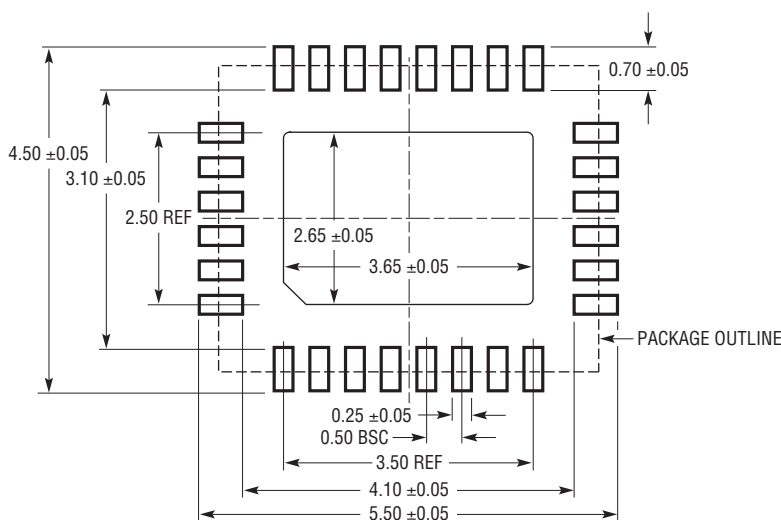 0.70 ±0.05
4.50 ±0.05
3.10 ±0.05
2.50 REF
2.65 ±0.05
3.65 ±0.05
PACKAGE OUTLINE
0.25 ±0.05
0.50 BSC
3.50 REF
4.10 ±0.05
5.50 ±0.05